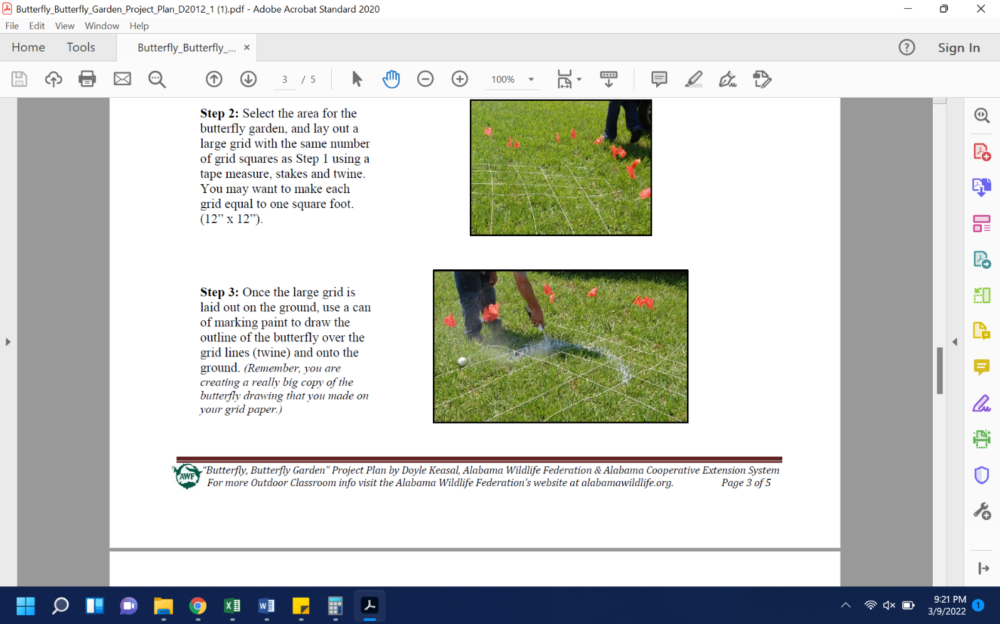 Butterfly_Butterfly_Garden_Project_Plan_D2012_1 (1).pdf - Adobe Acrobat Standard 2020
File Edit View Window Help
Home Tools Butterfly_Butterfly_... × ? Sign In
3 / 5 100%
Step 2: Select the area for the
butterfly garden, and lay out a
large grid with the same number
of grid squares as Step 1 using a
tape measure, stakes and twine.
You may want to make each
grid equal to one square foot.
(12” x 12”).
Step 3: Once the large grid is
laid out on the ground, use a can
of marking paint to draw the
outline of the butterfly over the
grid lines (twine) and onto the
ground. (Remember, you are
creating a really big copy of the
butterfly drawing that you made on
your grid paper.)
AWF
“Butterfly, Butterfly Garden” Project Plan by Doyle Keasal, Alabama Wildlife Federation & Alabama Cooperative Extension System
For more Outdoor Classroom info visit the Alabama Wildlife Federation’s website at alabamawildlife.org. Page 3 of 5
9:21 PM
3/9/2022
1